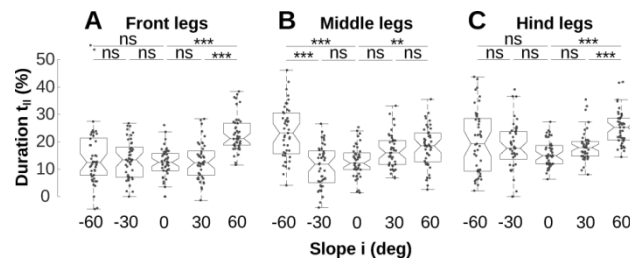 A Front legs B Middle legs C Hind legs
ns *** *** ** ns ***
ns ns ns *** *** ns ns ns ns ns ns ***
Duration t_II (%)
50
40
30
20
10
0
-60 -30 0 30 60 -60 -30 0 30 60 -60 -30 0 30 60
Slope i (deg)